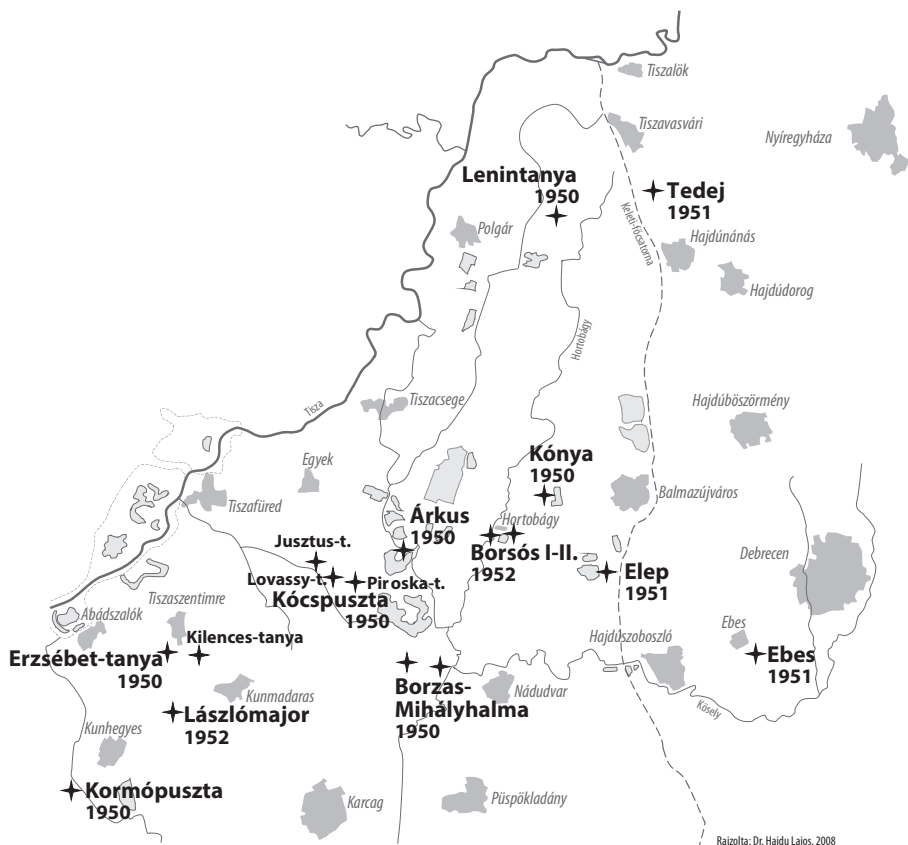 Tiszalök
Tiszavasvári
Nyíregyháza
Lenintanya
1950
Tedej
1951
Keleti-főcsatorna
Polgár
Hajdúnánás
Hajdúdorog
Hortobágy
Tisza
Tiszacsege
Hajdúböszörmény
Kónya
1950
Egyek
Tiszafüred
Balmazújváros
Árkus
1950
Hortobágy
Borsós I-II.
1952
Jusztus-t.
Lovassy-t.
Piroska-t.
Kócspuszta
1950
Debrecen
Elep
1951
Tiszaszentimre
Abádszalók
Kilences-tanya
Erzsébet-tanya
1950
Hajdúszoboszló
Ebes
Ebes
1951
Kunmadaras
Borzas-
Mihályhalma
1950
Nádudvar
Kösely
Lászlómajor
1952
Kunhegyes
Kormópuszta
1950
Karcag
Püspökladány
Rajzolta: Dr. Hajdu Lajos, 2008